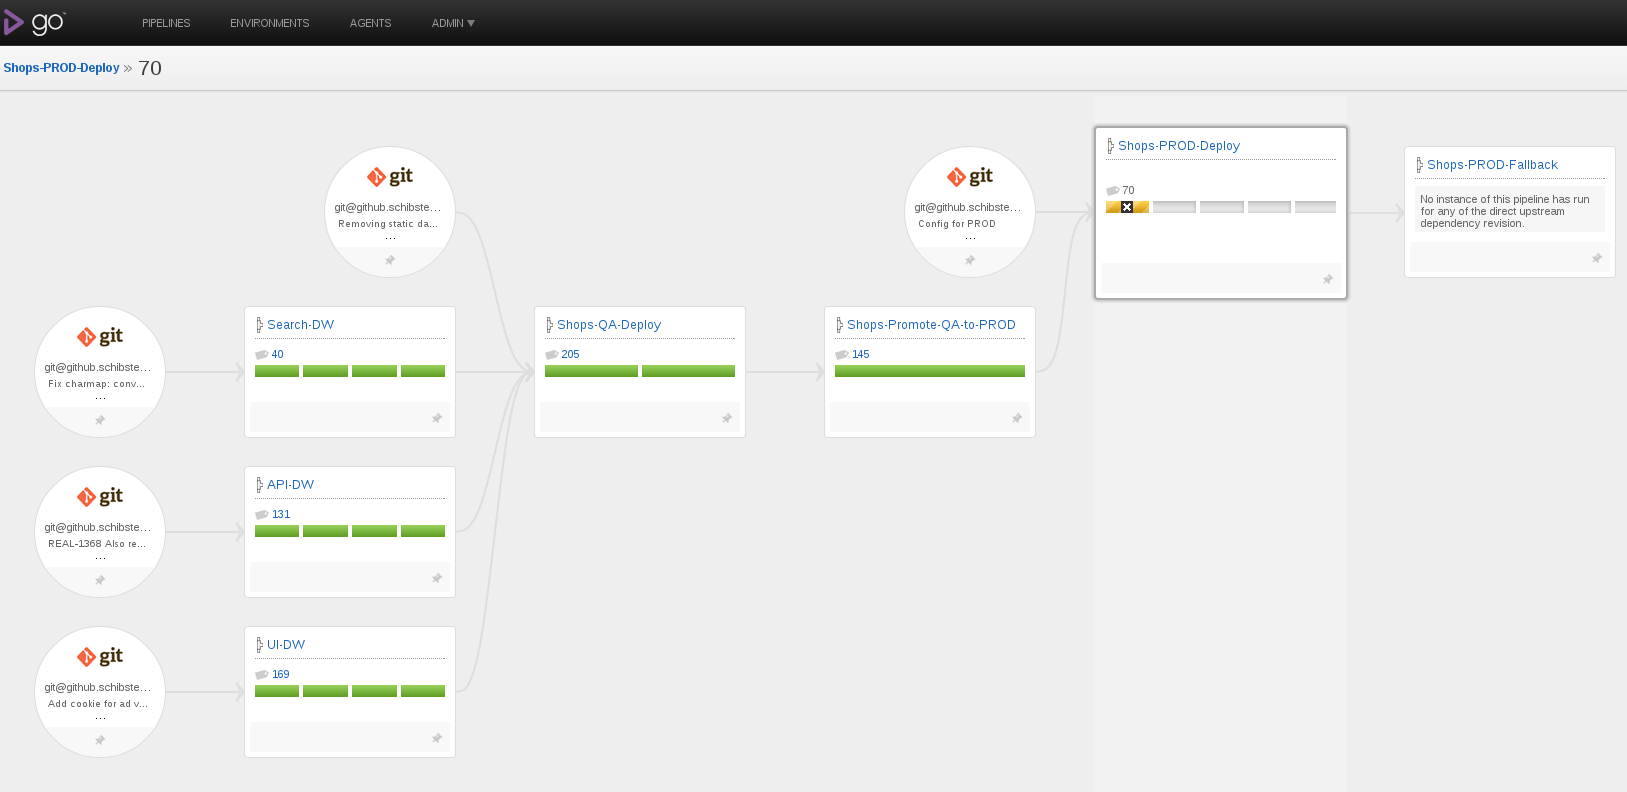 go™
PIPELINES
ENVIRONMENTS
AGENTS
ADMIN
Shops-PROD-Deploy » 70
git
git@github.schibste...
Removing static da...
...
git
git@github.schibste...
Config for PROD
...
Shops-PROD-Deploy
70
Shops-PROD-Fallback
No instance of this pipeline has run
for any of the direct upstream
dependency revision.
git
git@github.schibste...
Fix charmap: conv...
...
Search-DW
40
Shops-QA-Deploy
205
Shops-Promote-QA-to-PROD
145
git
git@github.schibste...
REAL-1368 Also re...
...
API-DW
131
git
git@github.schibste...
Add cookie for ad v...
...
UI-DW
169